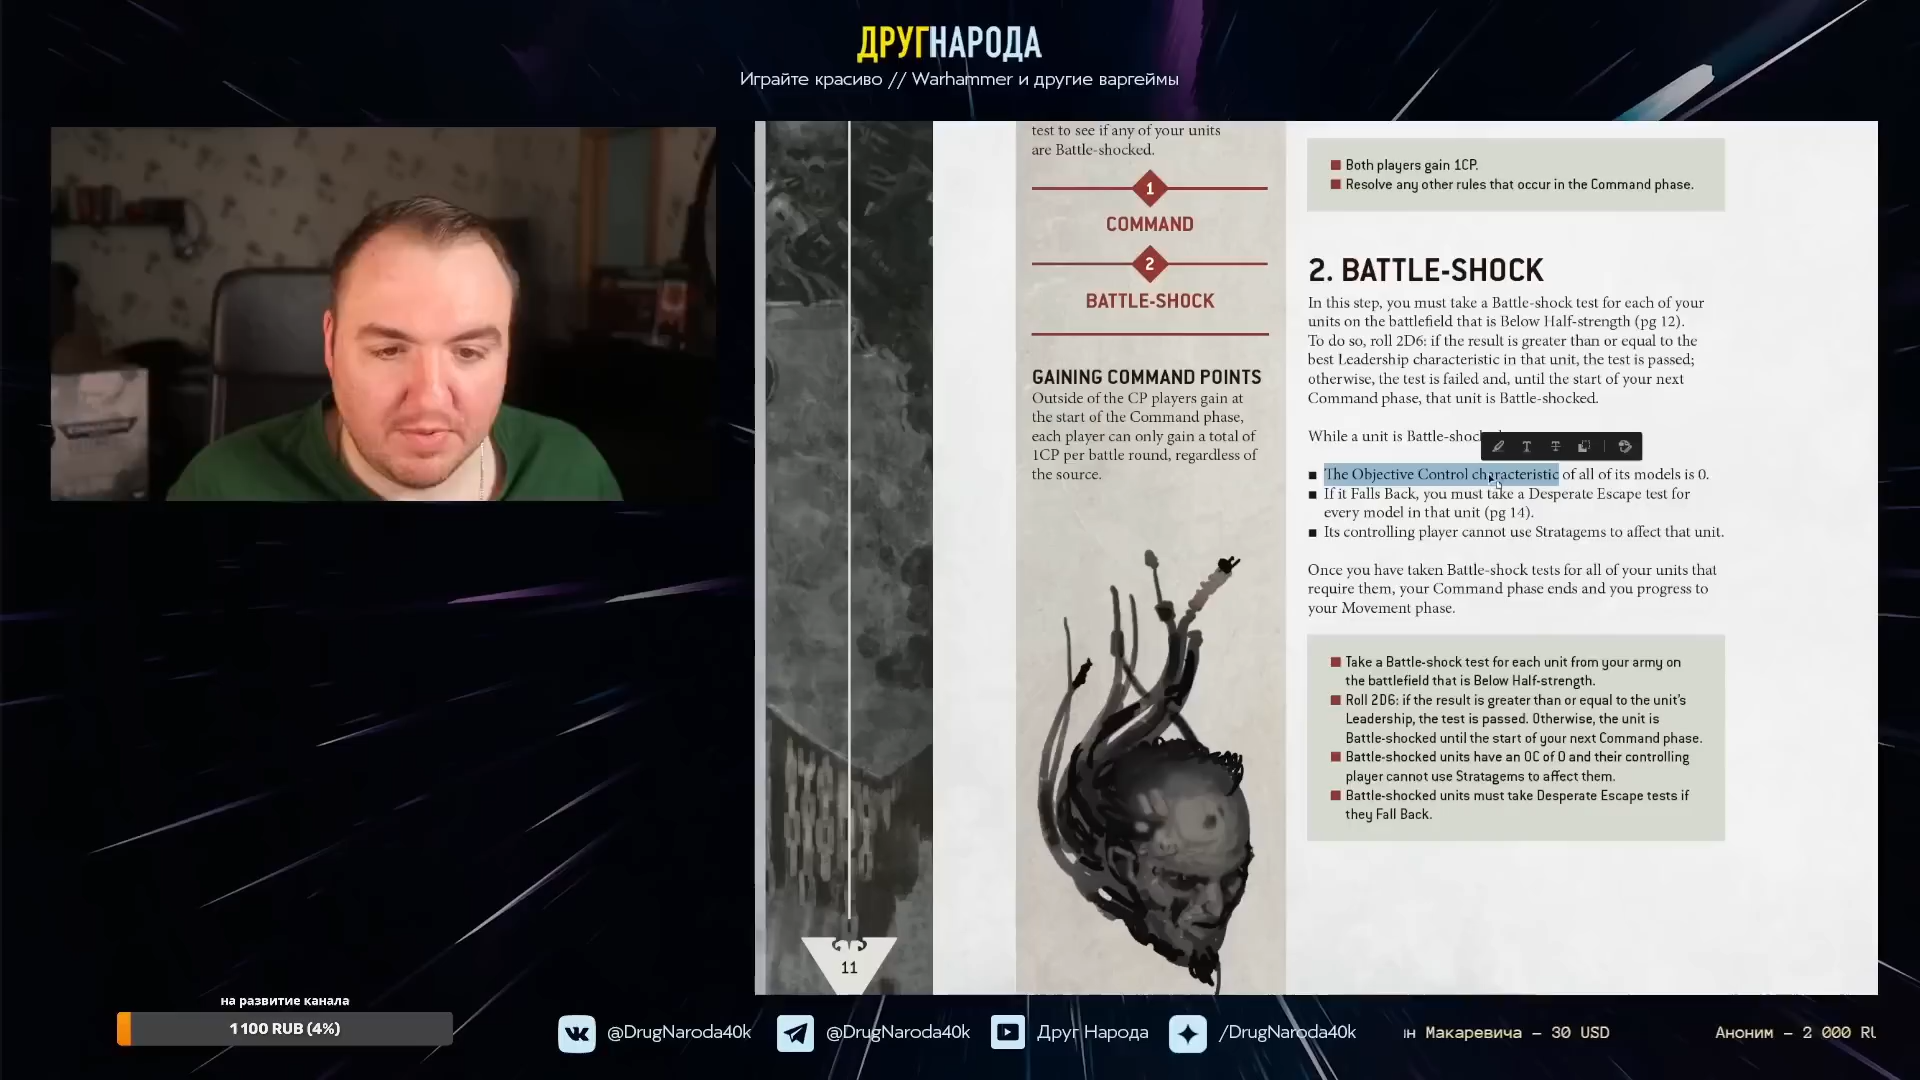 ДРУГНАРОДА
Играйте красиво // Warhammer и другие варгеймы
test to see if any of your units
are Battle-shocked.
1
COMMAND
2
BATTLE-SHOCK
GAINING COMMAND POINTS
Outside of the CP players gain at
the start of the Command phase,
each player can only gain a total of
1CP per battle round, regardless of
the source.
11
Both players gain 1CP.
Resolve any other rules that occur in the Command phase.
2. BATTLE-SHOCK
In this step, you must take a Battle-shock test for each of your
units on the battlefield that is Below Half-strength (pg 12).
To do so, roll 2D6: if the result is greater than or equal to the
best Leadership characteristic in that unit, the test is passed;
otherwise, the test is failed and, until the start of your next
Command phase, that unit is Battle-shocked.
While a unit is Battle-shock
■ The Objective Control characteristic of all of its models is 0.
■ If it Falls Back, you must take a Desperate Escape test for
every model in that unit (pg 14).
■ Its controlling player cannot use Stratagems to affect that unit.
Once you have taken Battle-shock tests for all of your units that
require them, your Command phase ends and you progress to
your Movement phase.
■ Take a Battle-shock test for each unit from your army on
the battlefield that is Below Half-strength.
■ Roll 2D6: if the result is greater than or equal to the unit's
Leadership, the test is passed. Otherwise, the unit is
Battle-shocked until the start of your next Command phase.
■ Battle-shocked units have an OC of 0 and their controlling
player cannot use Stratagems to affect them.
■ Battle-shocked units must take Desperate Escape tests if
they Fall Back.
на развитие канала
1 100 RUB (4%)
@DrugNaroda40k
@DrugNaroda40k
Друг Народа
/DrugNaroda40k
н Макаревича - 30 USD
Аноним - 2 000 RU